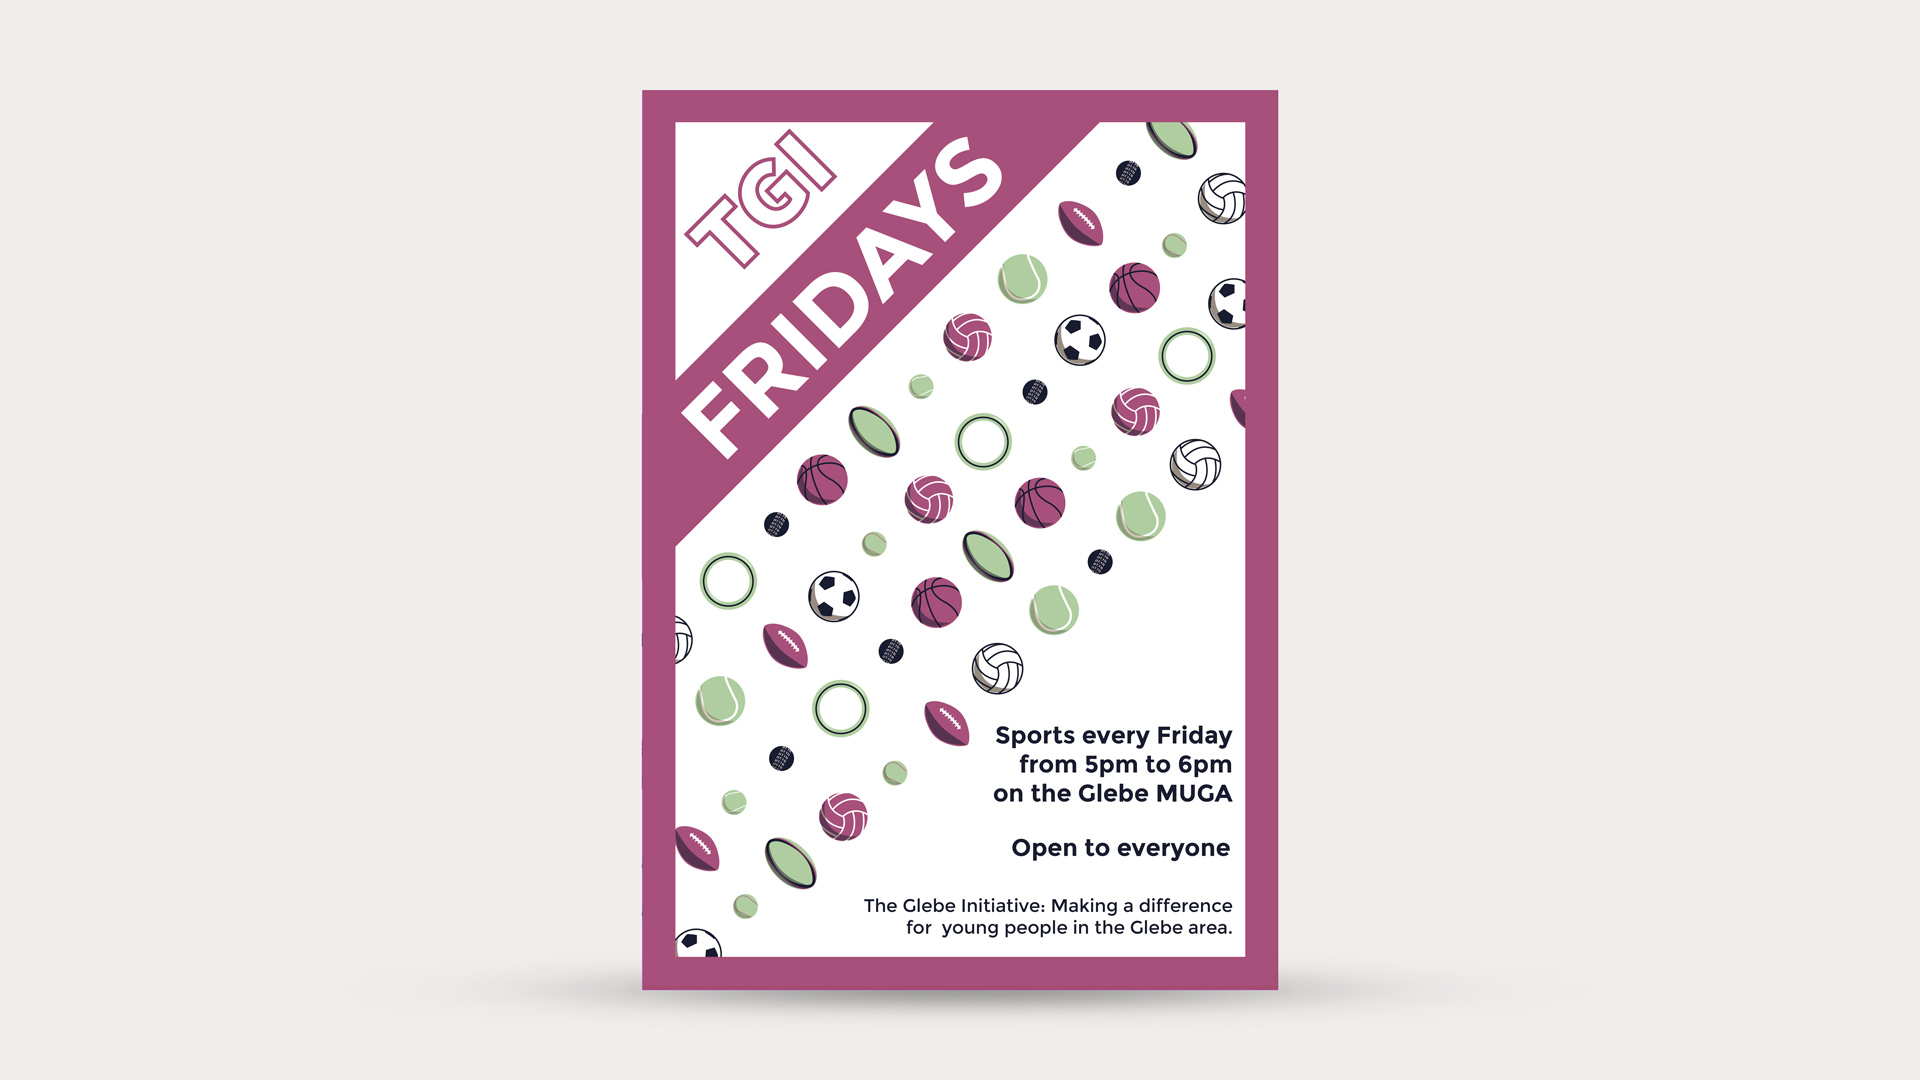 TGI
FRIDAYS
Sports every Friday
from 5pm to 6pm
on the Glebe MUGA
Open to everyone
The Glebe Initiative: Making a difference
for  young people in the Glebe area.